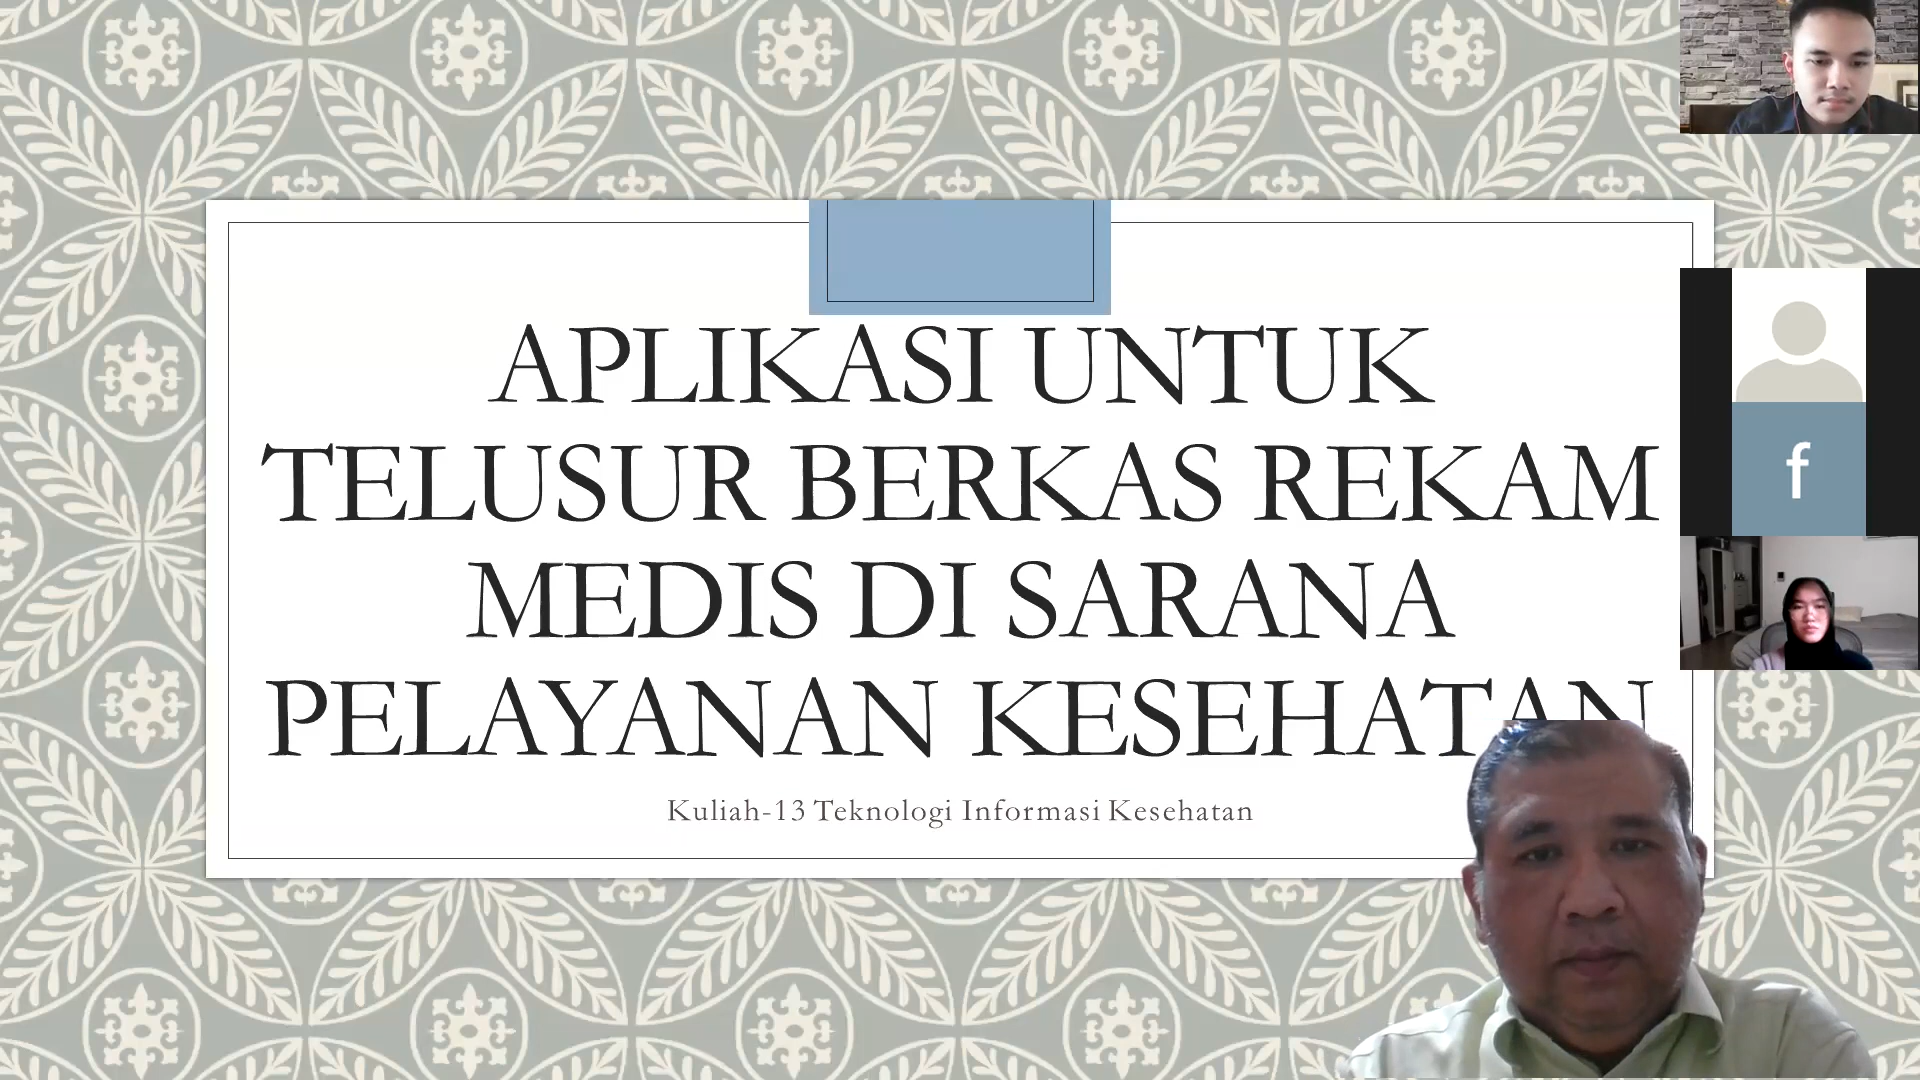 APLIKASI UNTUK
TELUSUR BERKAS REKAM
MEDIS DI SARANA
PELAYANAN KESEHATAN
Kuliah-13 Teknologi Informasi Kesehatan
f